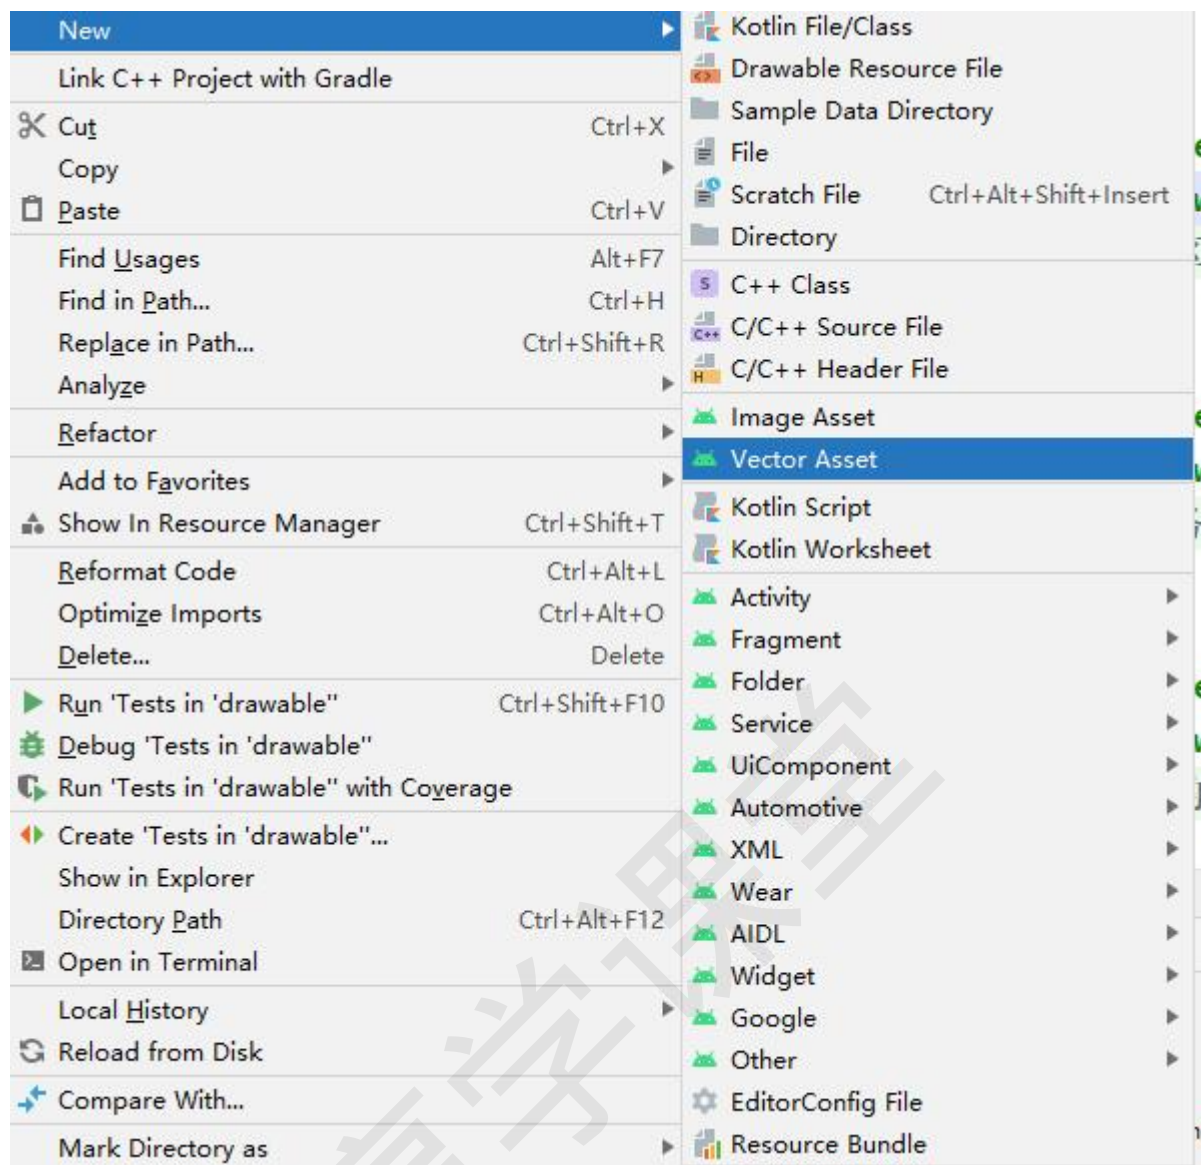 New
Link C++ Project with Gradle
Cut Ctrl+X
Copy
Paste Ctrl+V
Find Usages Alt+F7
Find in Path... Ctrl+H
Replace in Path... Ctrl+Shift+R
Analyze
Refactor
Add to Favorites
Show In Resource Manager Ctrl+Shift+T
Reformat Code Ctrl+Alt+L
Optimize Imports Ctrl+Alt+O
Delete... Delete
Run 'Tests in 'drawable'' Ctrl+Shift+F10
Debug 'Tests in 'drawable''
Run 'Tests in 'drawable'' with Coverage
Create 'Tests in 'drawable''...
Show in Explorer
Directory Path Ctrl+Alt+F12
Open in Terminal
Local History
Reload from Disk
Compare With...
Mark Directory as
Kotlin File/Class
Drawable Resource File
Sample Data Directory
File
Scratch File Ctrl+Alt+Shift+Insert
Directory
C++ Class
C/C++ Source File
C/C++ Header File
Image Asset
Vector Asset
Kotlin Script
Kotlin Worksheet
Activity
Fragment
Folder
Service
UiComponent
Automotive
XML
Wear
AIDL
Widget
Google
Other
EditorConfig File
Resource Bundle
学课堂